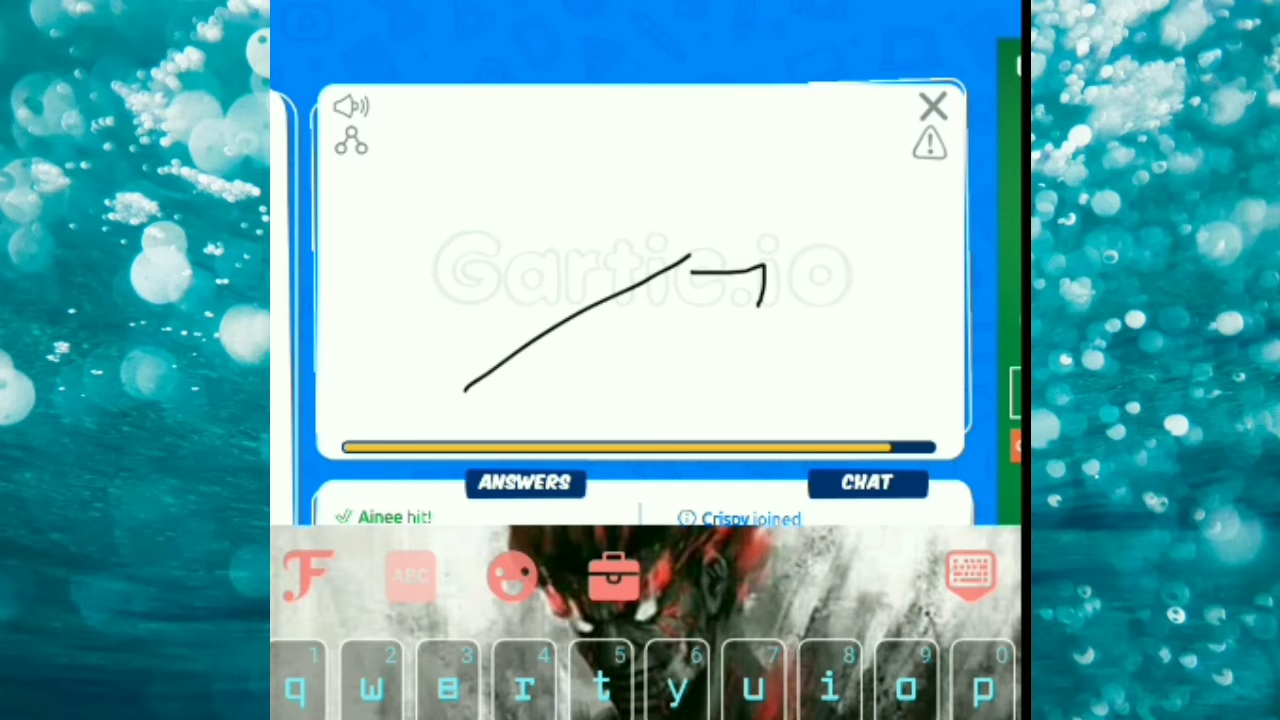 Gartic.io
ANSWERS
CHAT
Ainee hit!
Crispy joined
ABC
1 2 3 4 5 6 7 8 9 0
q w e r t y u i o p